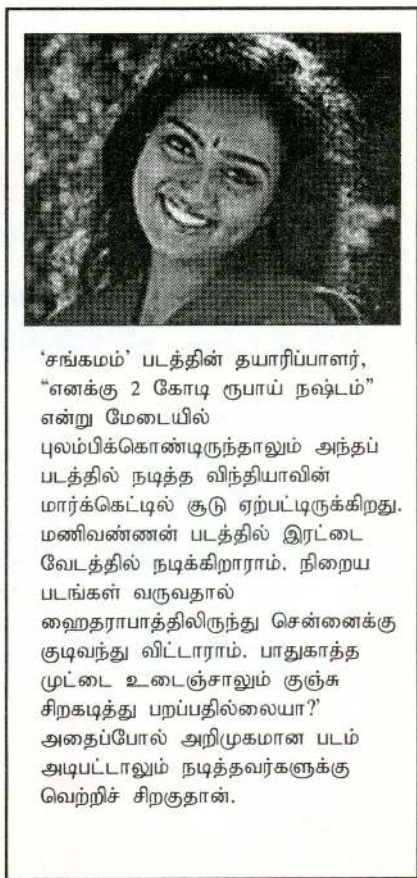 ‘சங்கமம்’ படத்தின் தயாரிப்பாளர்,
“எனக்கு 2 கோடி ரூபாய் நஷ்டம்”
என்று மேடையில்
புலம்பிக்கொண்டிருந்தாலும் அந்தப்
படத்தில் நடித்த விந்தியாவின்
மார்க்கெட்டில் சூடு ஏற்பட்டிருக்கிறது.
மணிவண்ணன் படத்தில் இரட்டை
வேடத்தில் நடிக்கிறாராம். நிறைய
படங்கள் வருவதால்
ஹைதராபாத்திலிருந்து சென்னைக்கு
குடிவந்து விட்டாராம். பாதுகாத்த
முட்டை உடைஞ்சாலும் குஞ்சு
சிறகடித்து பறப்பதில்லையா?’
அதைப்போல் அறிமுகமான படம்
அடிபட்டாலும் நடித்தவர்களுக்கு
வெற்றிச் சிறகுதான்.